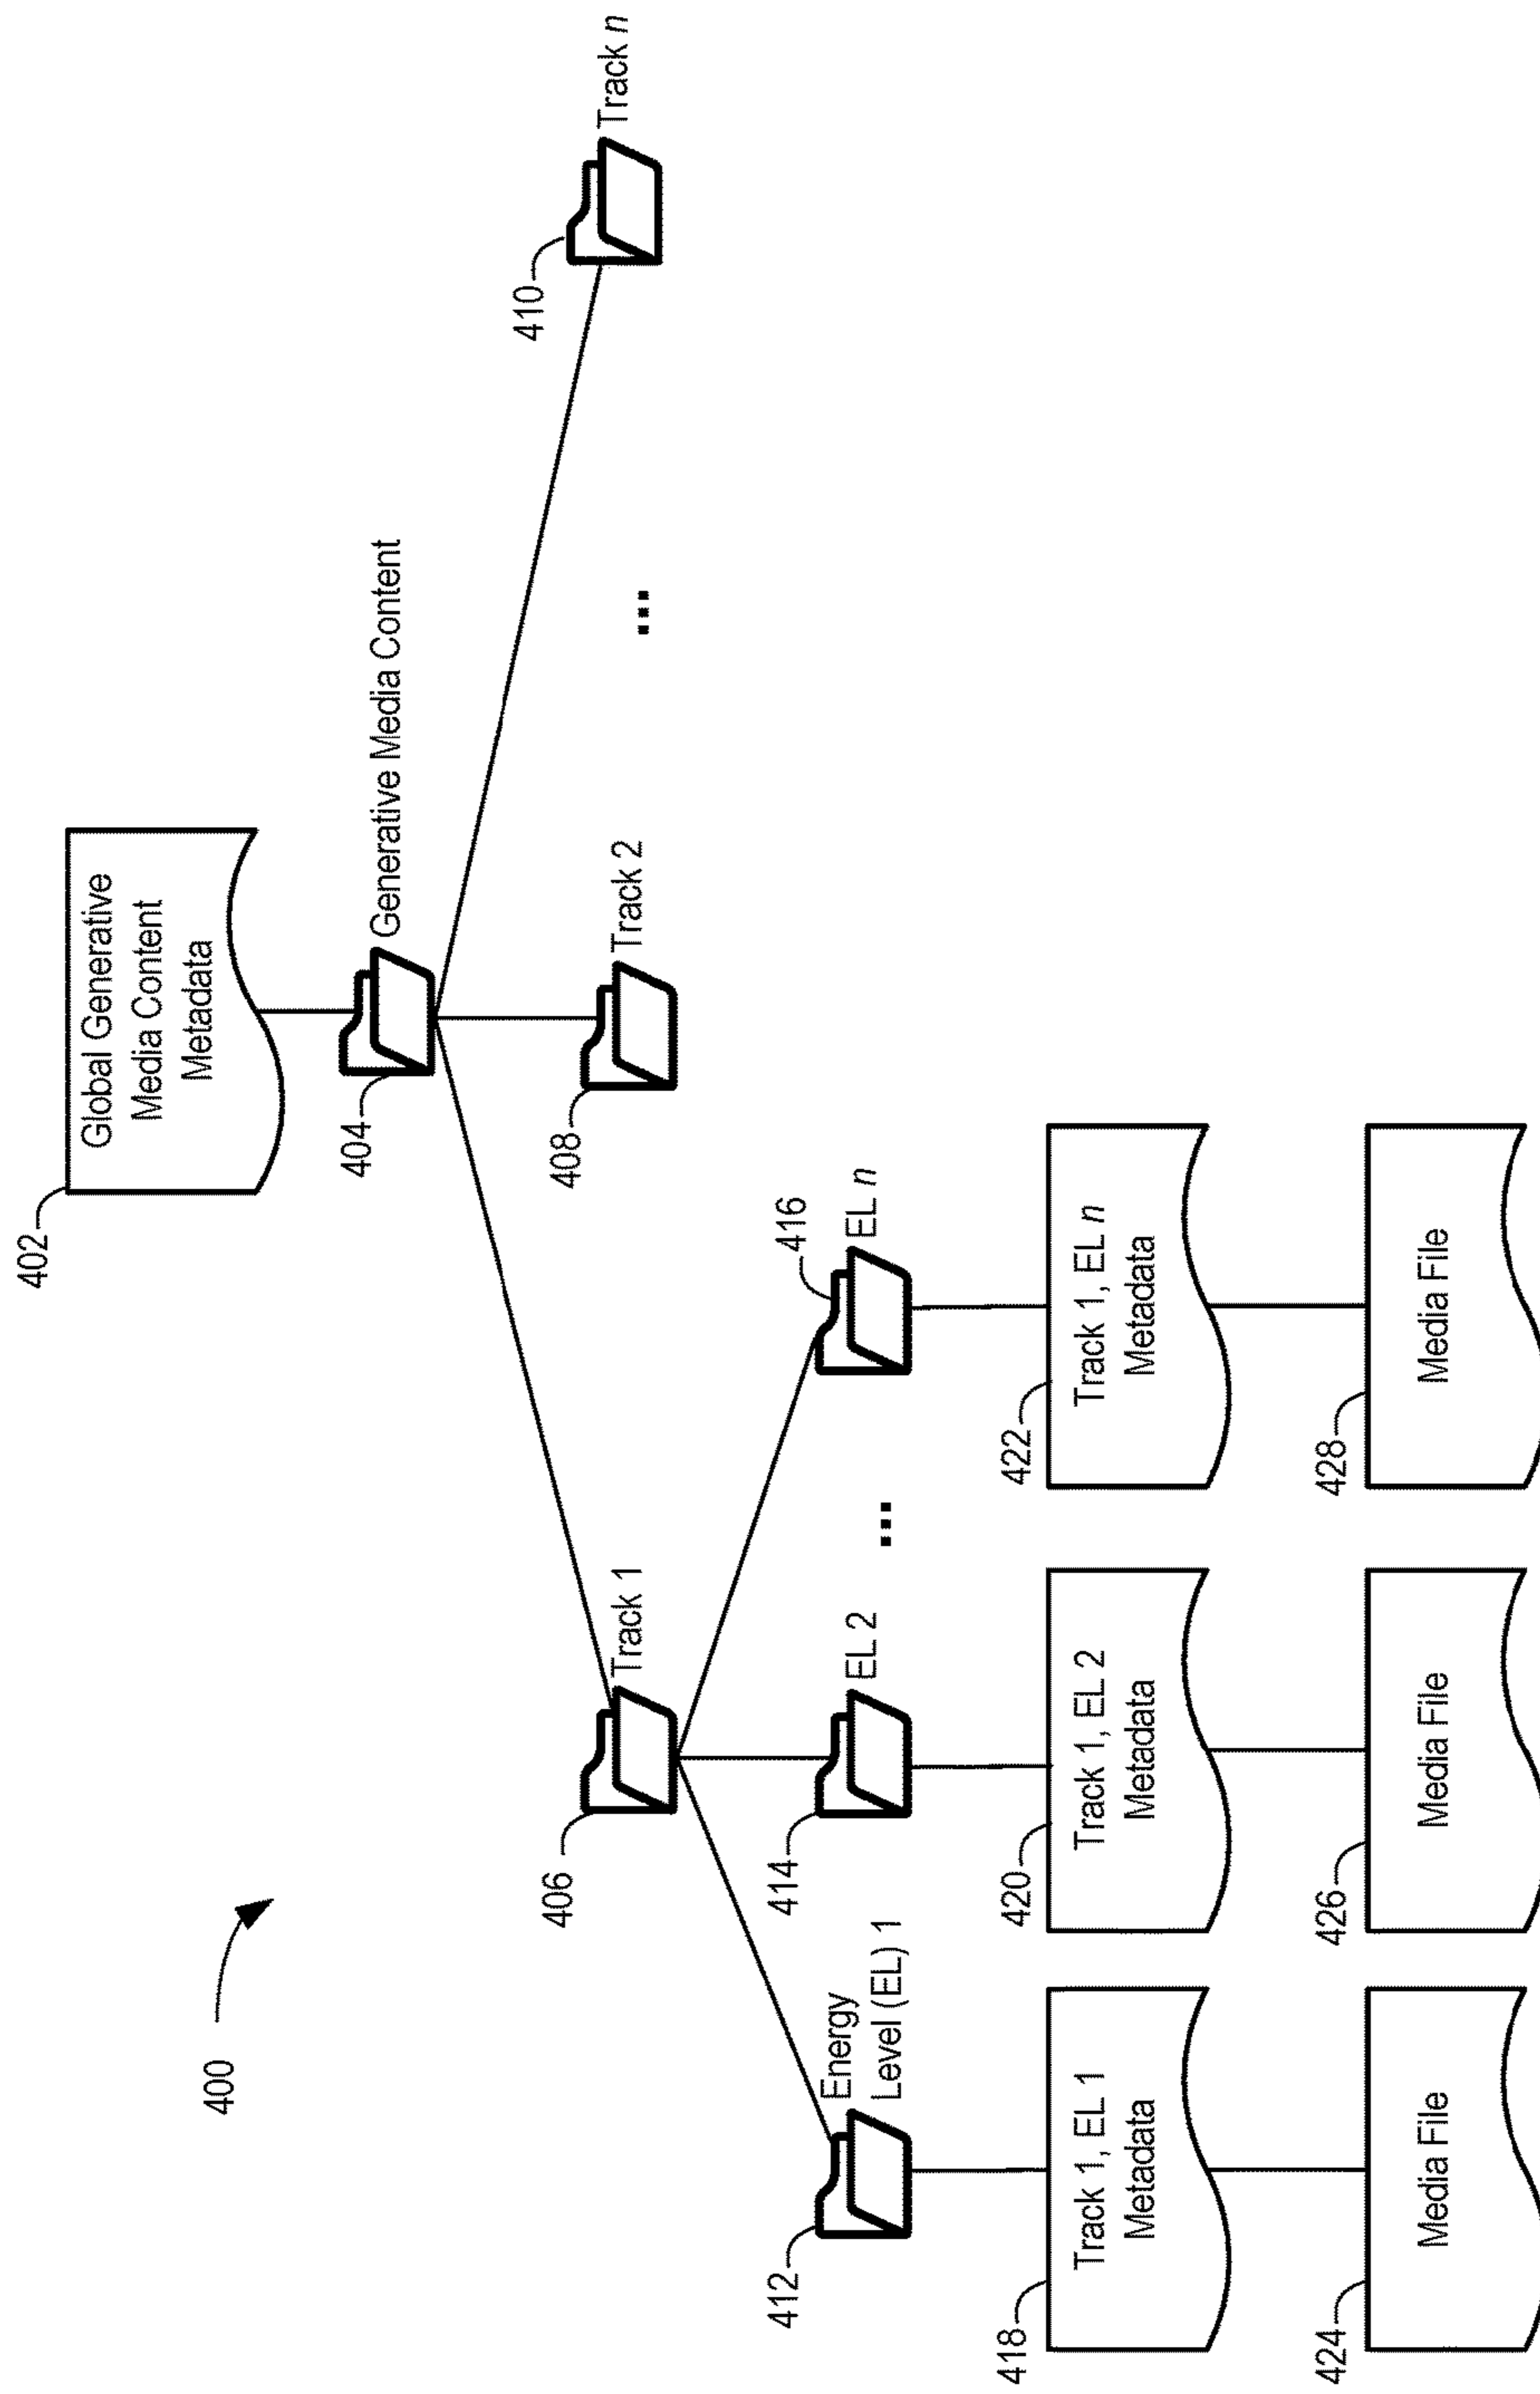 400
402
Global Generative
Media Content
Metadata
404
Generative Media Content
406
Track 1
408
Track 2
...
410
Track n
412
Energy
Level (EL) 1
414
EL 2
...
416
EL n
418
Track 1, EL 1
Metadata
420
Track 1, EL 2
Metadata
422
Track 1, EL n
Metadata
424
Media File
426
Media File
428
Media File